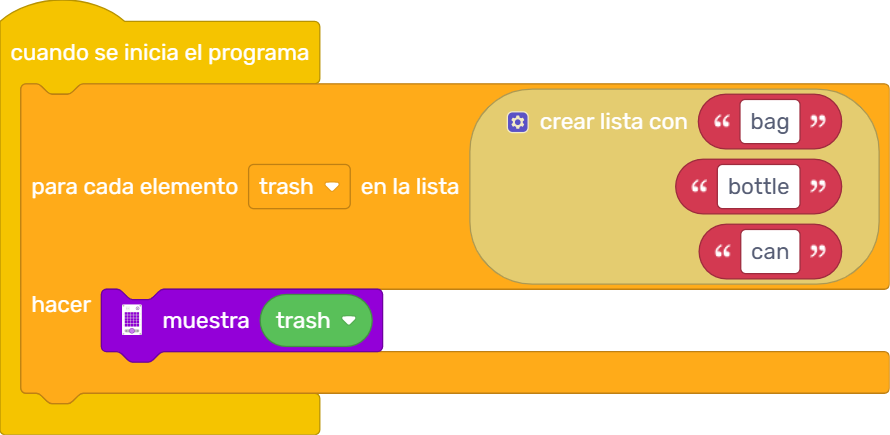 cuando se inicia el programa
crear lista con “ bag ”
para cada elemento trash en la lista “ bottle ”
“ can ”
hacer muestra trash